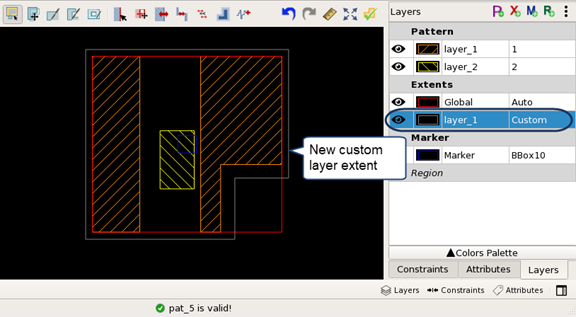 Layers
P X M R
Pattern
layer_1 1
layer_2 2
Extents
Global Auto
layer_1 Custom
Marker
Marker BBox10
Region
New custom
layer extent
▲Colors Palette
Constraints Attributes Layers
Layers Constraints Attributes
pat_5 is valid!